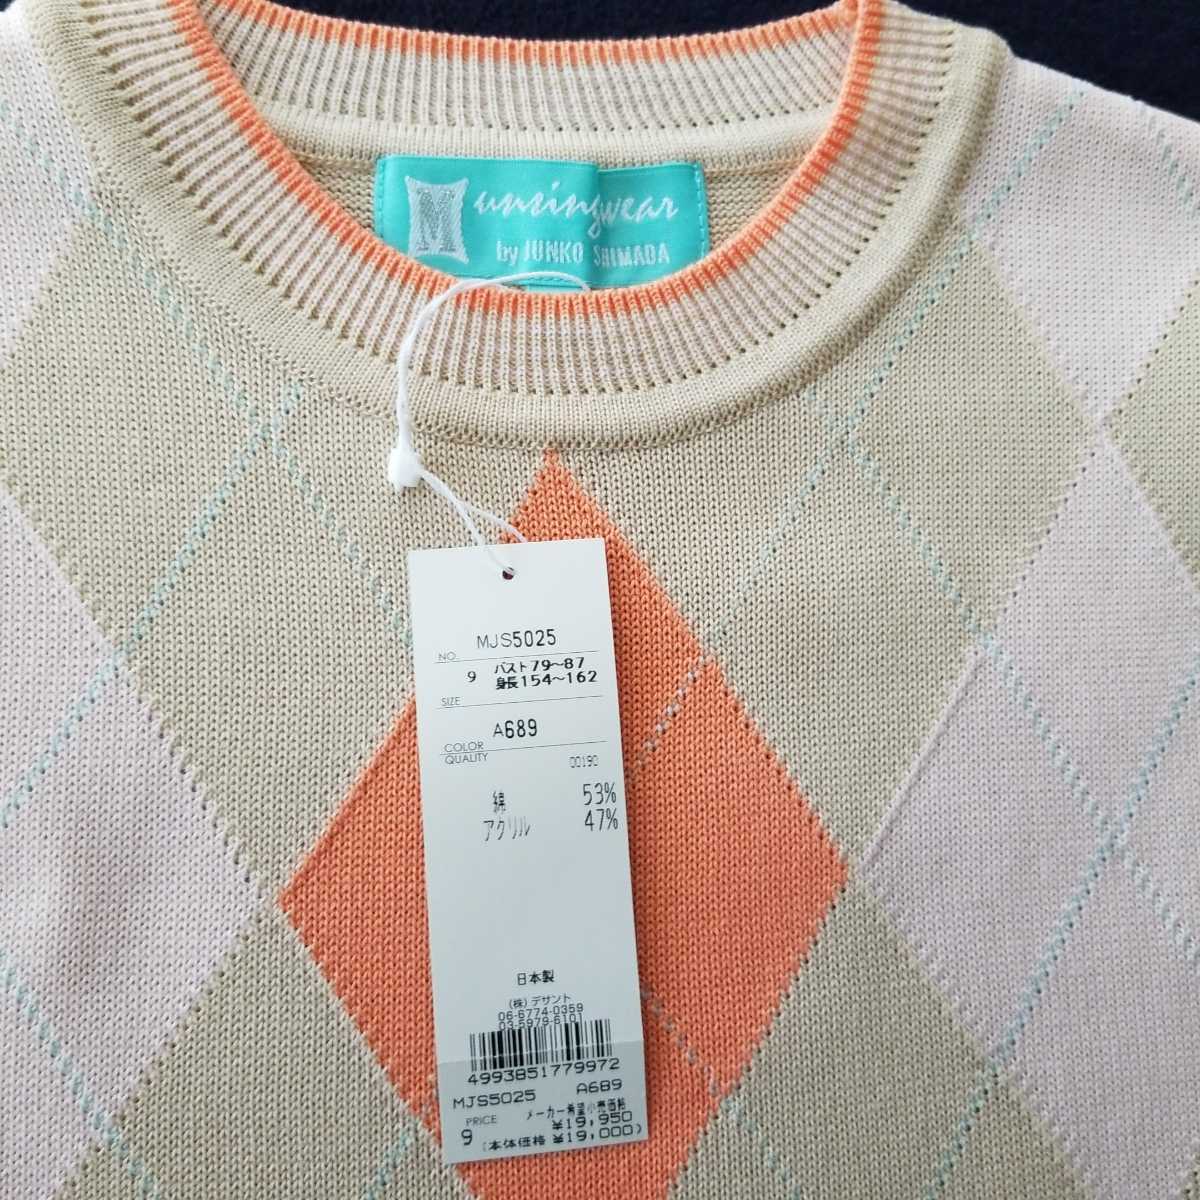 M unsingwear
by JUNKO SHIMADA
NO. MJS5025
9 バスト79〜87
身長154〜162
SIZE
A689
COLOR
QUALITY 00190
綿 53%
アクリル 47%
日本製
(株)デサント
06-6774-0359
03-5979-6101
4993851779972
MJS5025 A689
PRICE メーカー希望小売価格
¥19,950
9 (本体価格 ¥19,000)